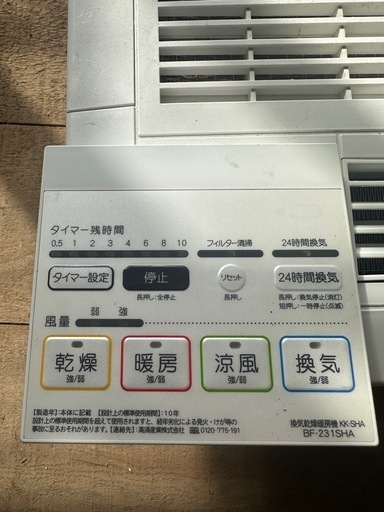 タイマー残時間
0.5 1 2 3 4 6 8 10 フィルター清掃 24時間換気
タイマー設定 停止 リセット 24時間換気
長押し:全停止 長押し 長押し:換気停止(消灯)
短押し:一時停止(点滅)
風量 弱 強
乾燥 暖房 涼風 換気
強/弱 強/弱 強/弱 強/弱
【製造年】:本体に記載 【設計上の標準使用期間】:10年
設計上の標準使用期間を超えて使用されますと、経年劣化による発火・けが等の
事故に至るおそれがあります。【連絡先】:高須産業株式会社 0120-775-191
換気乾燥暖房機 KK-SHA
BF-231SHA